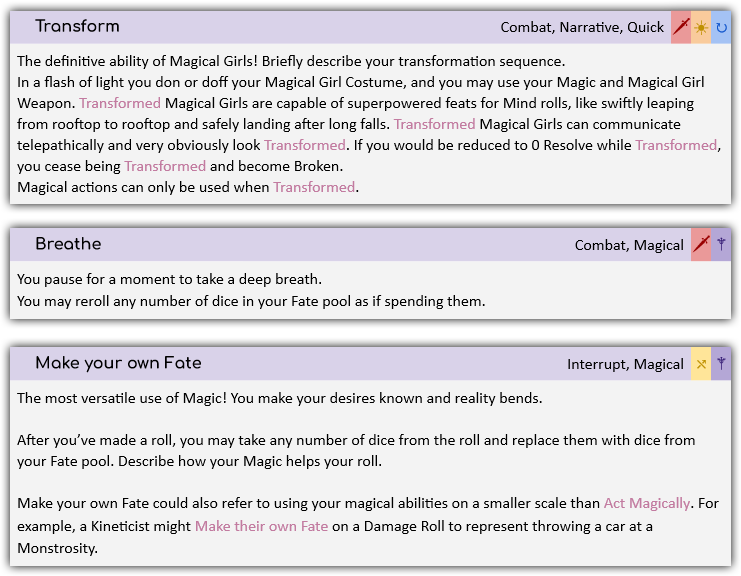 Transform
Combat, Narrative, Quick
The definitive ability of Magical Girls! Briefly describe your transformation sequence.
In a flash of light you don or doff your Magical Girl Costume, and you may use your Magic and Magical Girl
Weapon. Transformed Magical Girls are capable of superpowered feats for Mind rolls, like swiftly leaping
from rooftop to rooftop and safely landing after long falls. Transformed Magical Girls can communicate
telepathically and very obviously look Transformed. If you would be reduced to 0 Resolve while Transformed,
you cease being Transformed and become Broken.
Magical actions can only be used when Transformed.
Breathe
Combat, Magical
You pause for a moment to take a deep breath.
You may reroll any number of dice in your Fate pool as if spending them.
Make your own Fate
Interrupt, Magical
The most versatile use of Magic! You make your desires known and reality bends.
After you’ve made a roll, you may take any number of dice from the roll and replace them with dice from
your Fate pool. Describe how your Magic helps your roll.
Make your own Fate could also refer to using your magical abilities on a smaller scale than Act Magically. For
example, a Kineticist might Make their own Fate on a Damage Roll to represent throwing a car at a
Monstrosity.